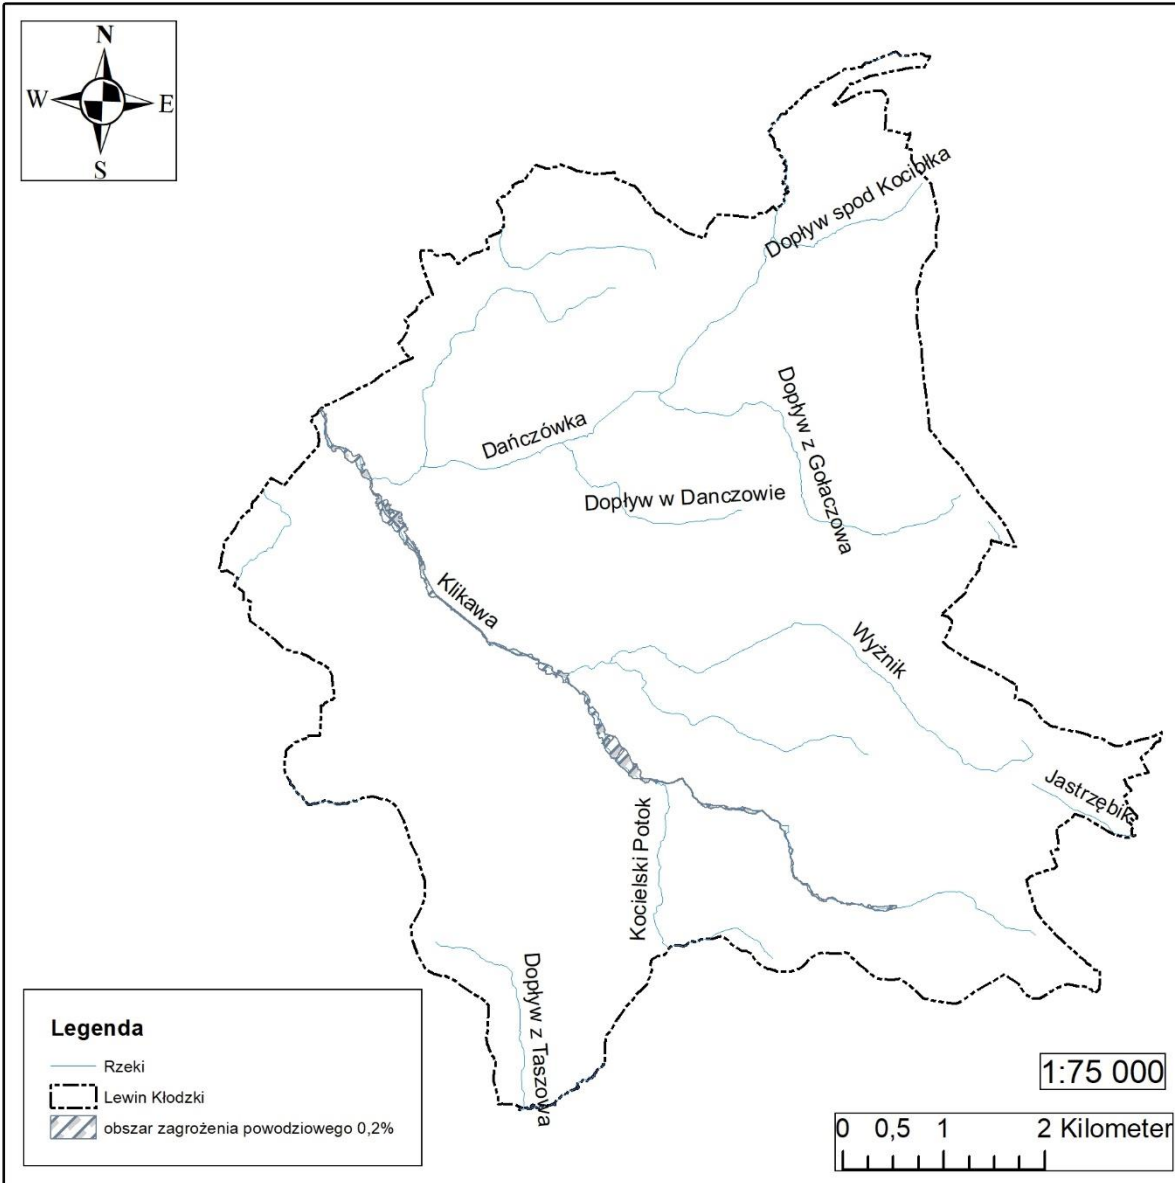 N
W
E
S
Dopływ spod Kociołka
Dańczówka
Dopływ z Gołaczowa
Dopływ w Danczowie
Klikawa
Wyżnik
Jastrzębik
Kocielski Potok
Dopływ z Taszowa
Legenda
Rzeki
Lewin Kłodzki
obszar zagrożenia powodziowego 0,2%
1:75 000
0 0,5 1 2 Kilometer